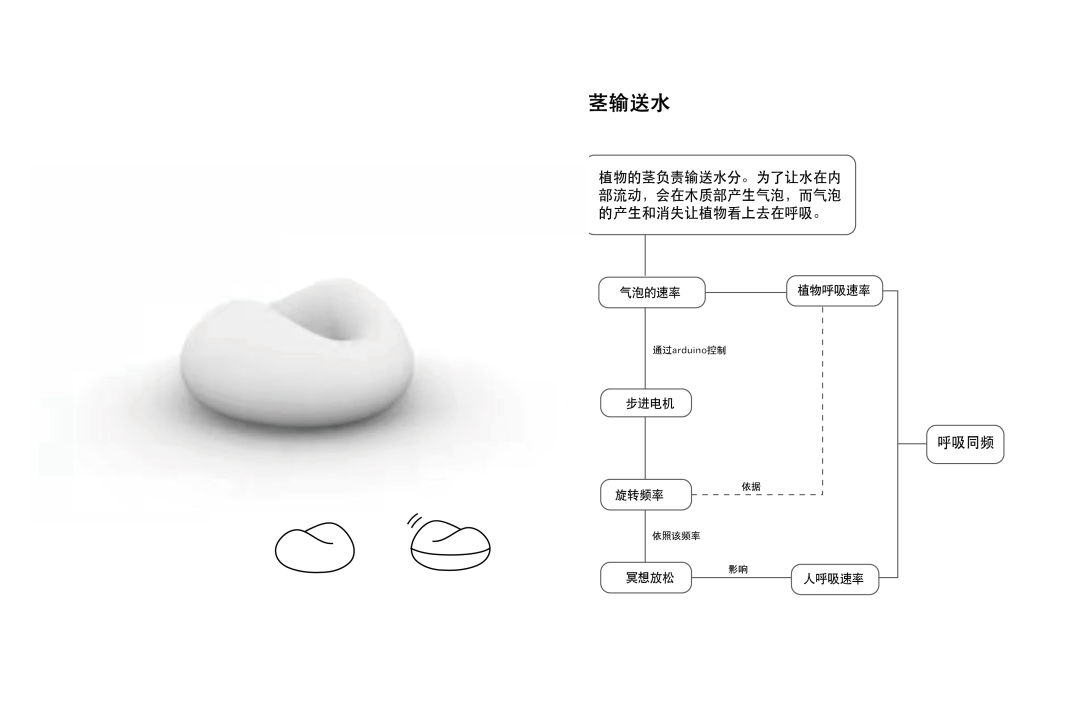 茎输送水
植物的茎负责输送水分。为了让水在内
部流动，会在木质部产生气泡，而气泡
的产生和消失让植物看上去在呼吸。
气泡的速率
植物呼吸速率
通过arduino控制
步进电机
呼吸同频
依据
旋转频率
依照该频率
冥想放松
影响
人呼吸速率